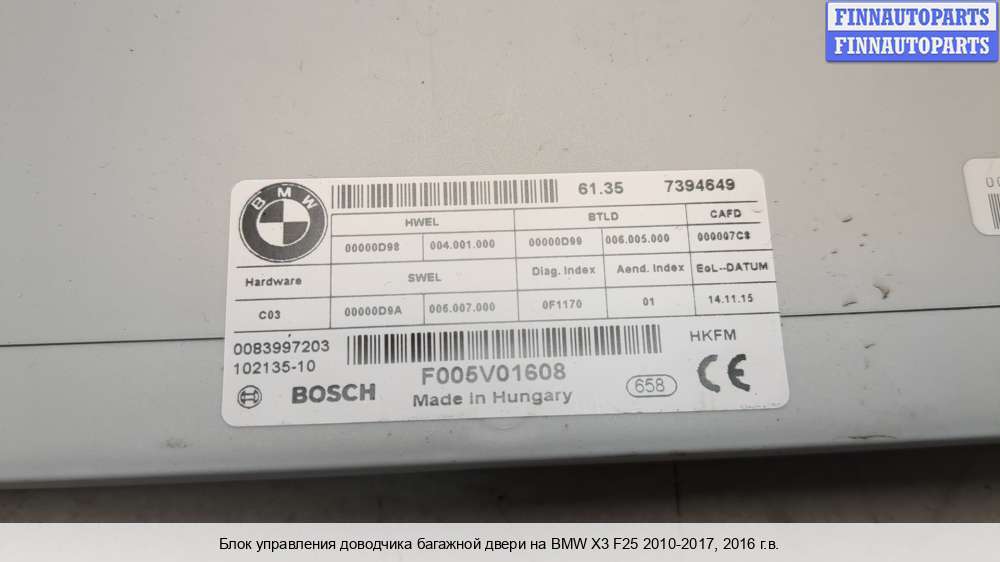 FINNAUTOPARTS
FINNAUTOPARTS
BMW
61.35 7394649
HWEL BTLD CAFD
00000D98 004.001.000 00000D99 006.005.000 000007C8
Hardware SWEL Diag. Index Aend. Index EoL--DATUM
C03 00000D9A 006.007.000 0F1170 01 14.11.15
0083997203 HKFM
102135-10 BOSCH F005V01608 658 CE
Made in Hungary
Блок управления доводчика багажной двери на BMW X3 F25 2010-2017, 2016 г.в.